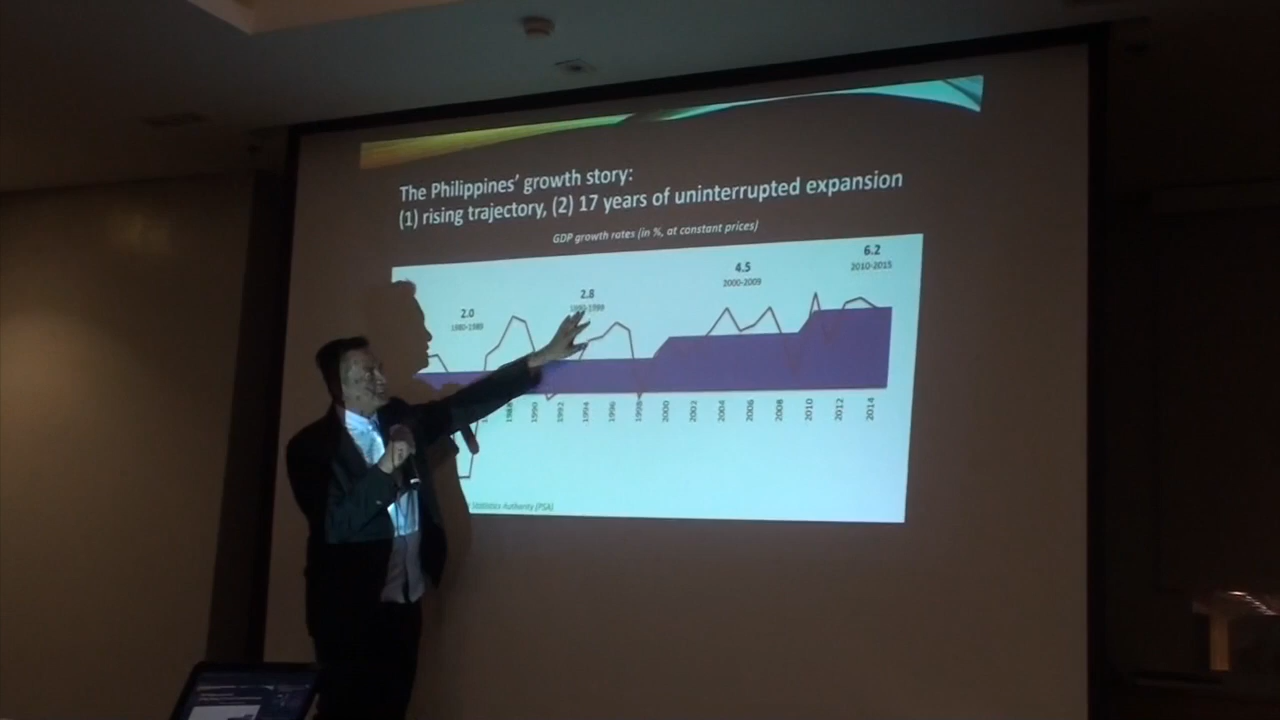 The Philippines' growth story:
(1) rising trajectory, (2) 17 years of uninterrupted expansion
GDP growth rates (in %, at constant prices)
2.0
1980-1989
2.8
1990-1999
4.5
2000-2009
6.2
2010-2015
1988 1990 1992 1994 1996 1998 2000 2002 2004 2006 2008 2010 2012 2014
Statistics Authority (PSA)